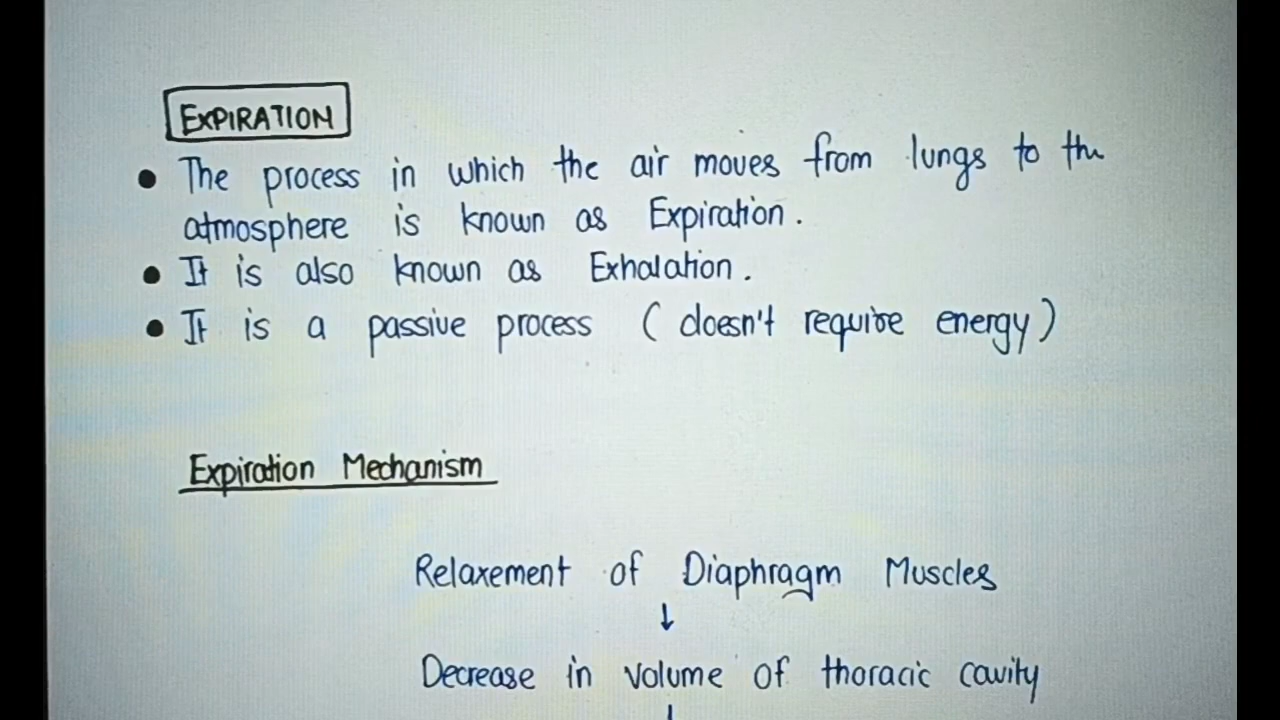 EXPIRATION
• The process in which the air moves from lungs to the
atmosphere is known as Expiration.
• It is also known as Exhalation.
• It is a passive process (doesn't require energy)
Expiration Mechanism
Relaxement of Diaphragm Muscles
↓
Decrease in volume of thoracic cavity
↓